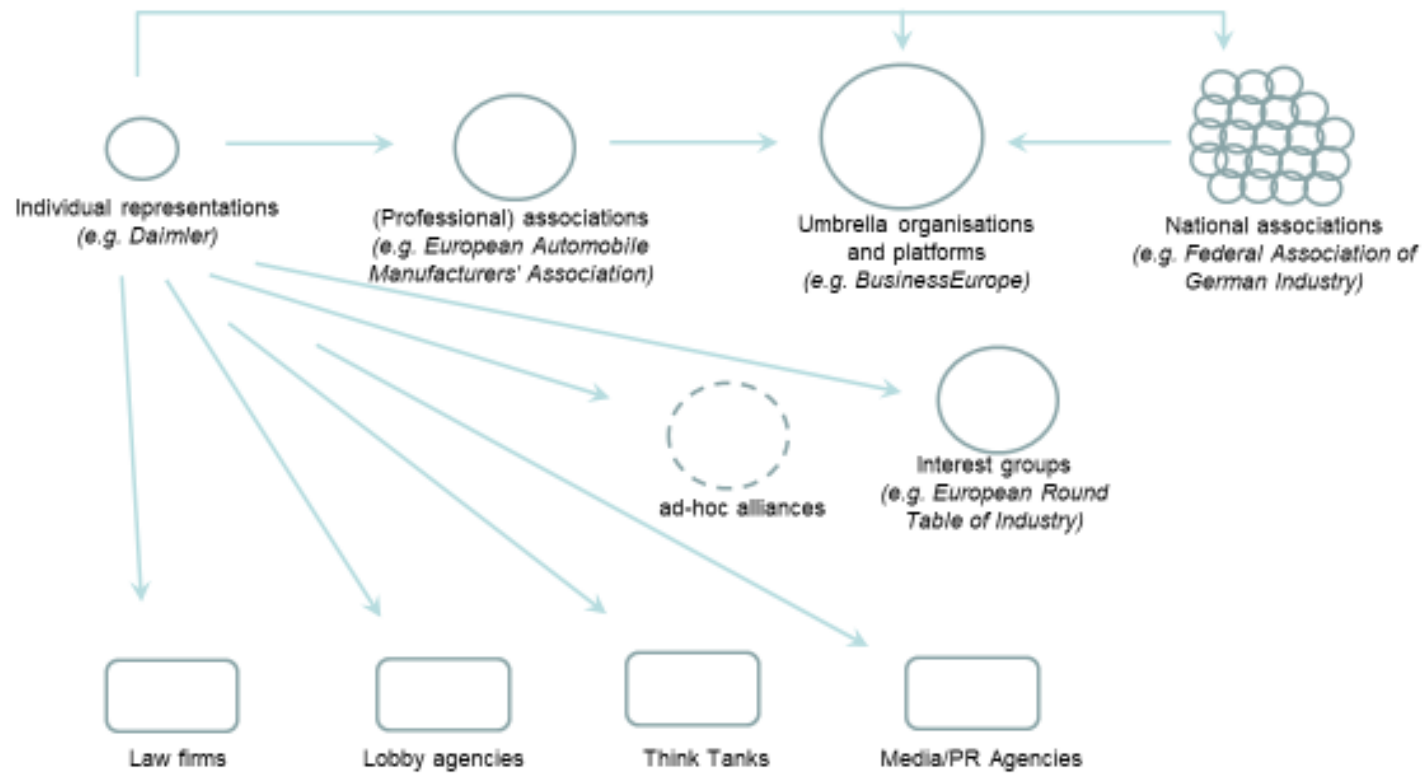 Individual representations
(e.g. Daimler)
(Professional) associations
(e.g. European Automobile
Manufacturers' Association)
Umbrella organisations
and platforms
(e.g. BusinessEurope)
National associations
(e.g. Federal Association of
German Industry)
ad-hoc alliances
Interest groups
(e.g. European Round
Table of Industry)
Law firms
Lobby agencies
Think Tanks
Media/PR Agencies